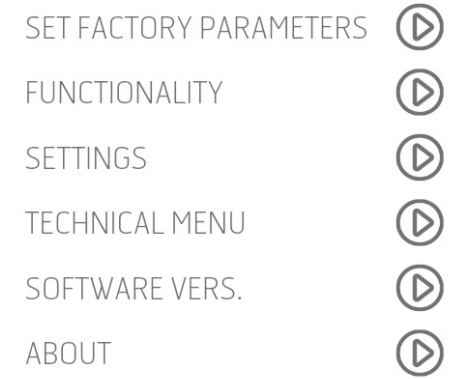 SET FACTORY PARAMETERS
FUNCTIONALITY
SETTINGS
TECHNICAL MENU
SOFTWARE VERS.
ABOUT